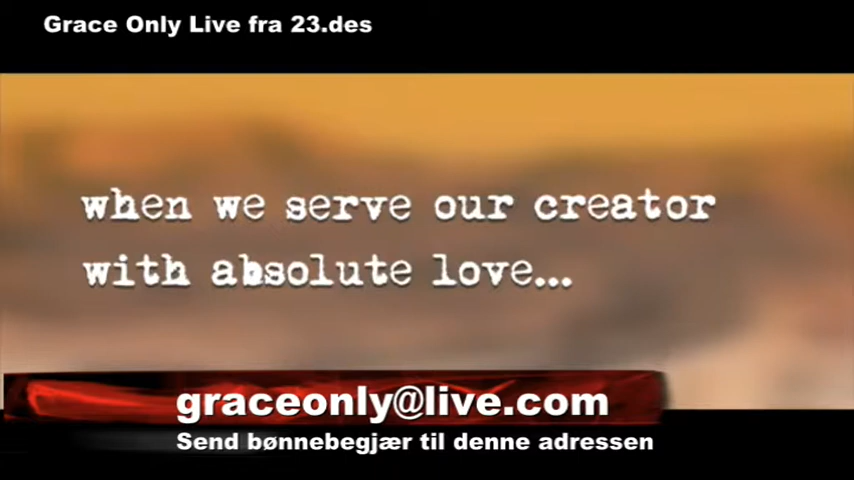 Grace Only Live fra 23.des
when we serve our creator
with absolute love...
graceonly@live.com
Send bønnebegjær til denne adressen